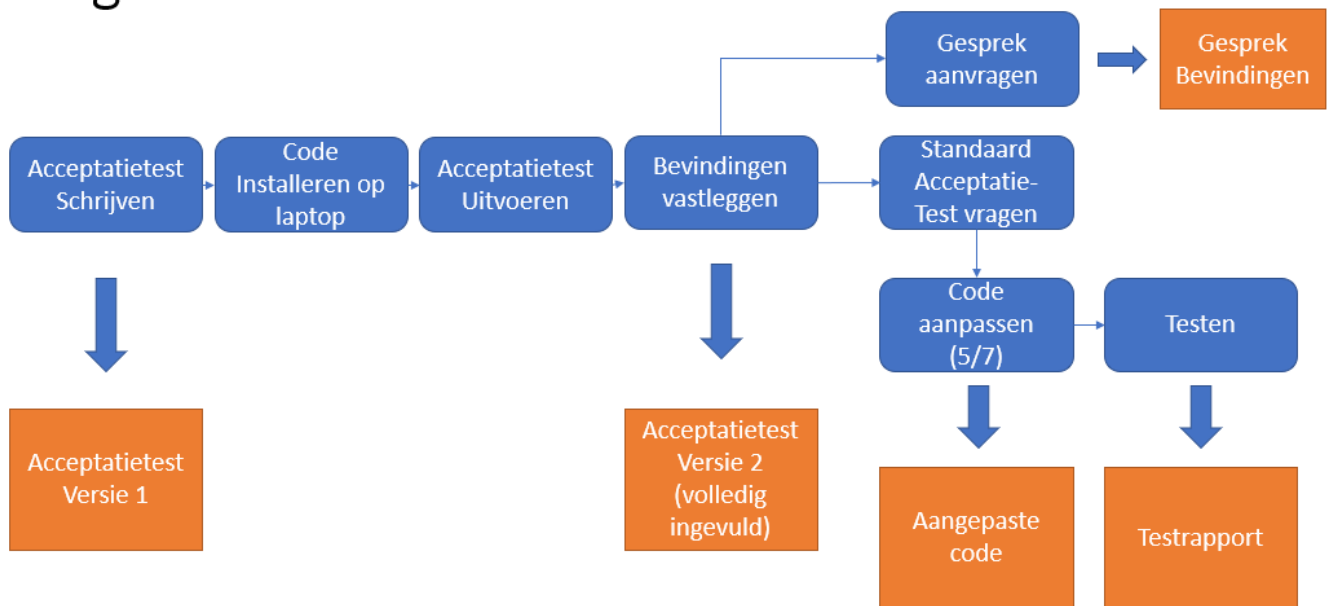 Gesprek
aanvragen
Gesprek
Bevindingen
Acceptatietest
Schrijven
Code
Installeren op
laptop
Acceptatietest
Uitvoeren
Bevindingen
vastleggen
Standaard
Acceptatie-
Test vragen
Code
aanpassen
(5/7)
Testen
Acceptatietest
Versie 1
Acceptatietest
Versie 2
(volledig
ingevuld)
Aangepaste
code
Testrapport